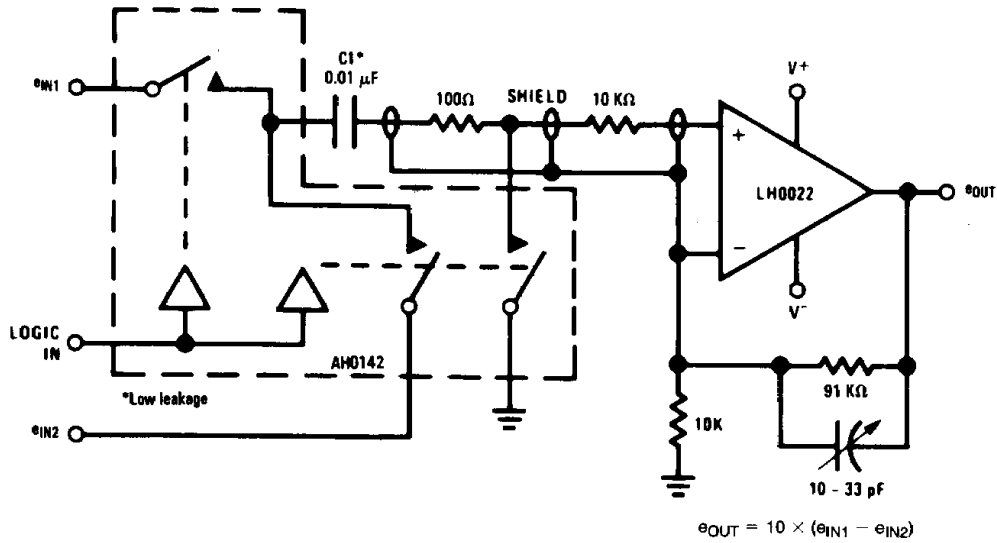 C1*
0.01 μF
eIN1
100Ω
SHIELD
10 KΩ
V+
+
LH0022
eOUT
−
V−
LOGIC
IN
AH0142
*Low leakage
eIN2
10K
91 KΩ
10 - 33 pF
eOUT = 10 × (eIN1 − eIN2)